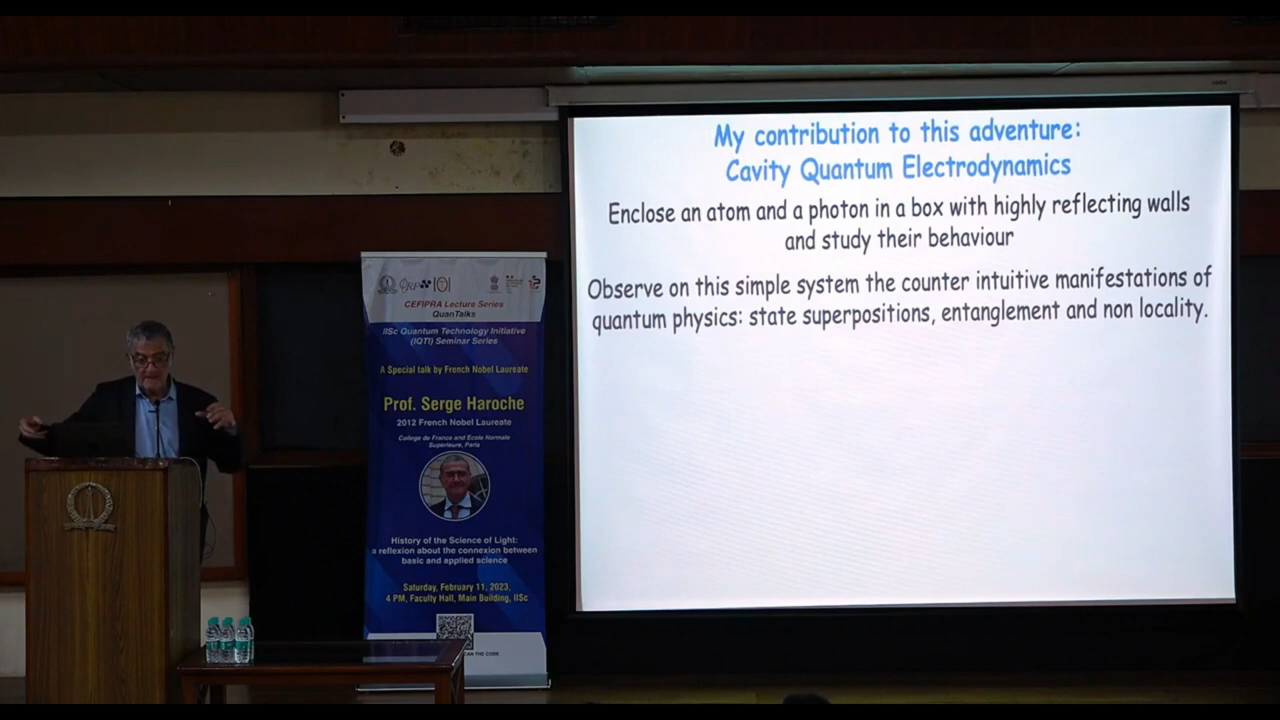 My contribution to this adventure:
Cavity Quantum Electrodynamics
Enclose an atom and a photon in a box with highly reflecting walls
and study their behaviour
Observe on this simple system the counter intuitive manifestations of
quantum physics: state superpositions, entanglement and non locality.
CEFIPRA Lecture Series
QuanTalks
IISc Quantum Technology Initiative
(IQTI) Seminar Series
A Special talk by French Nobel Laureate
Prof. Serge Haroche
2012 French Nobel Laureate
College de France and Ecole Normale
Superieure, Paris
History of the Science of Light:
a reflexion about the connexion between
basic and applied science
Saturday, February 11, 2023,
4 PM, Faculty Hall, Main Building, IISc
THE CODE